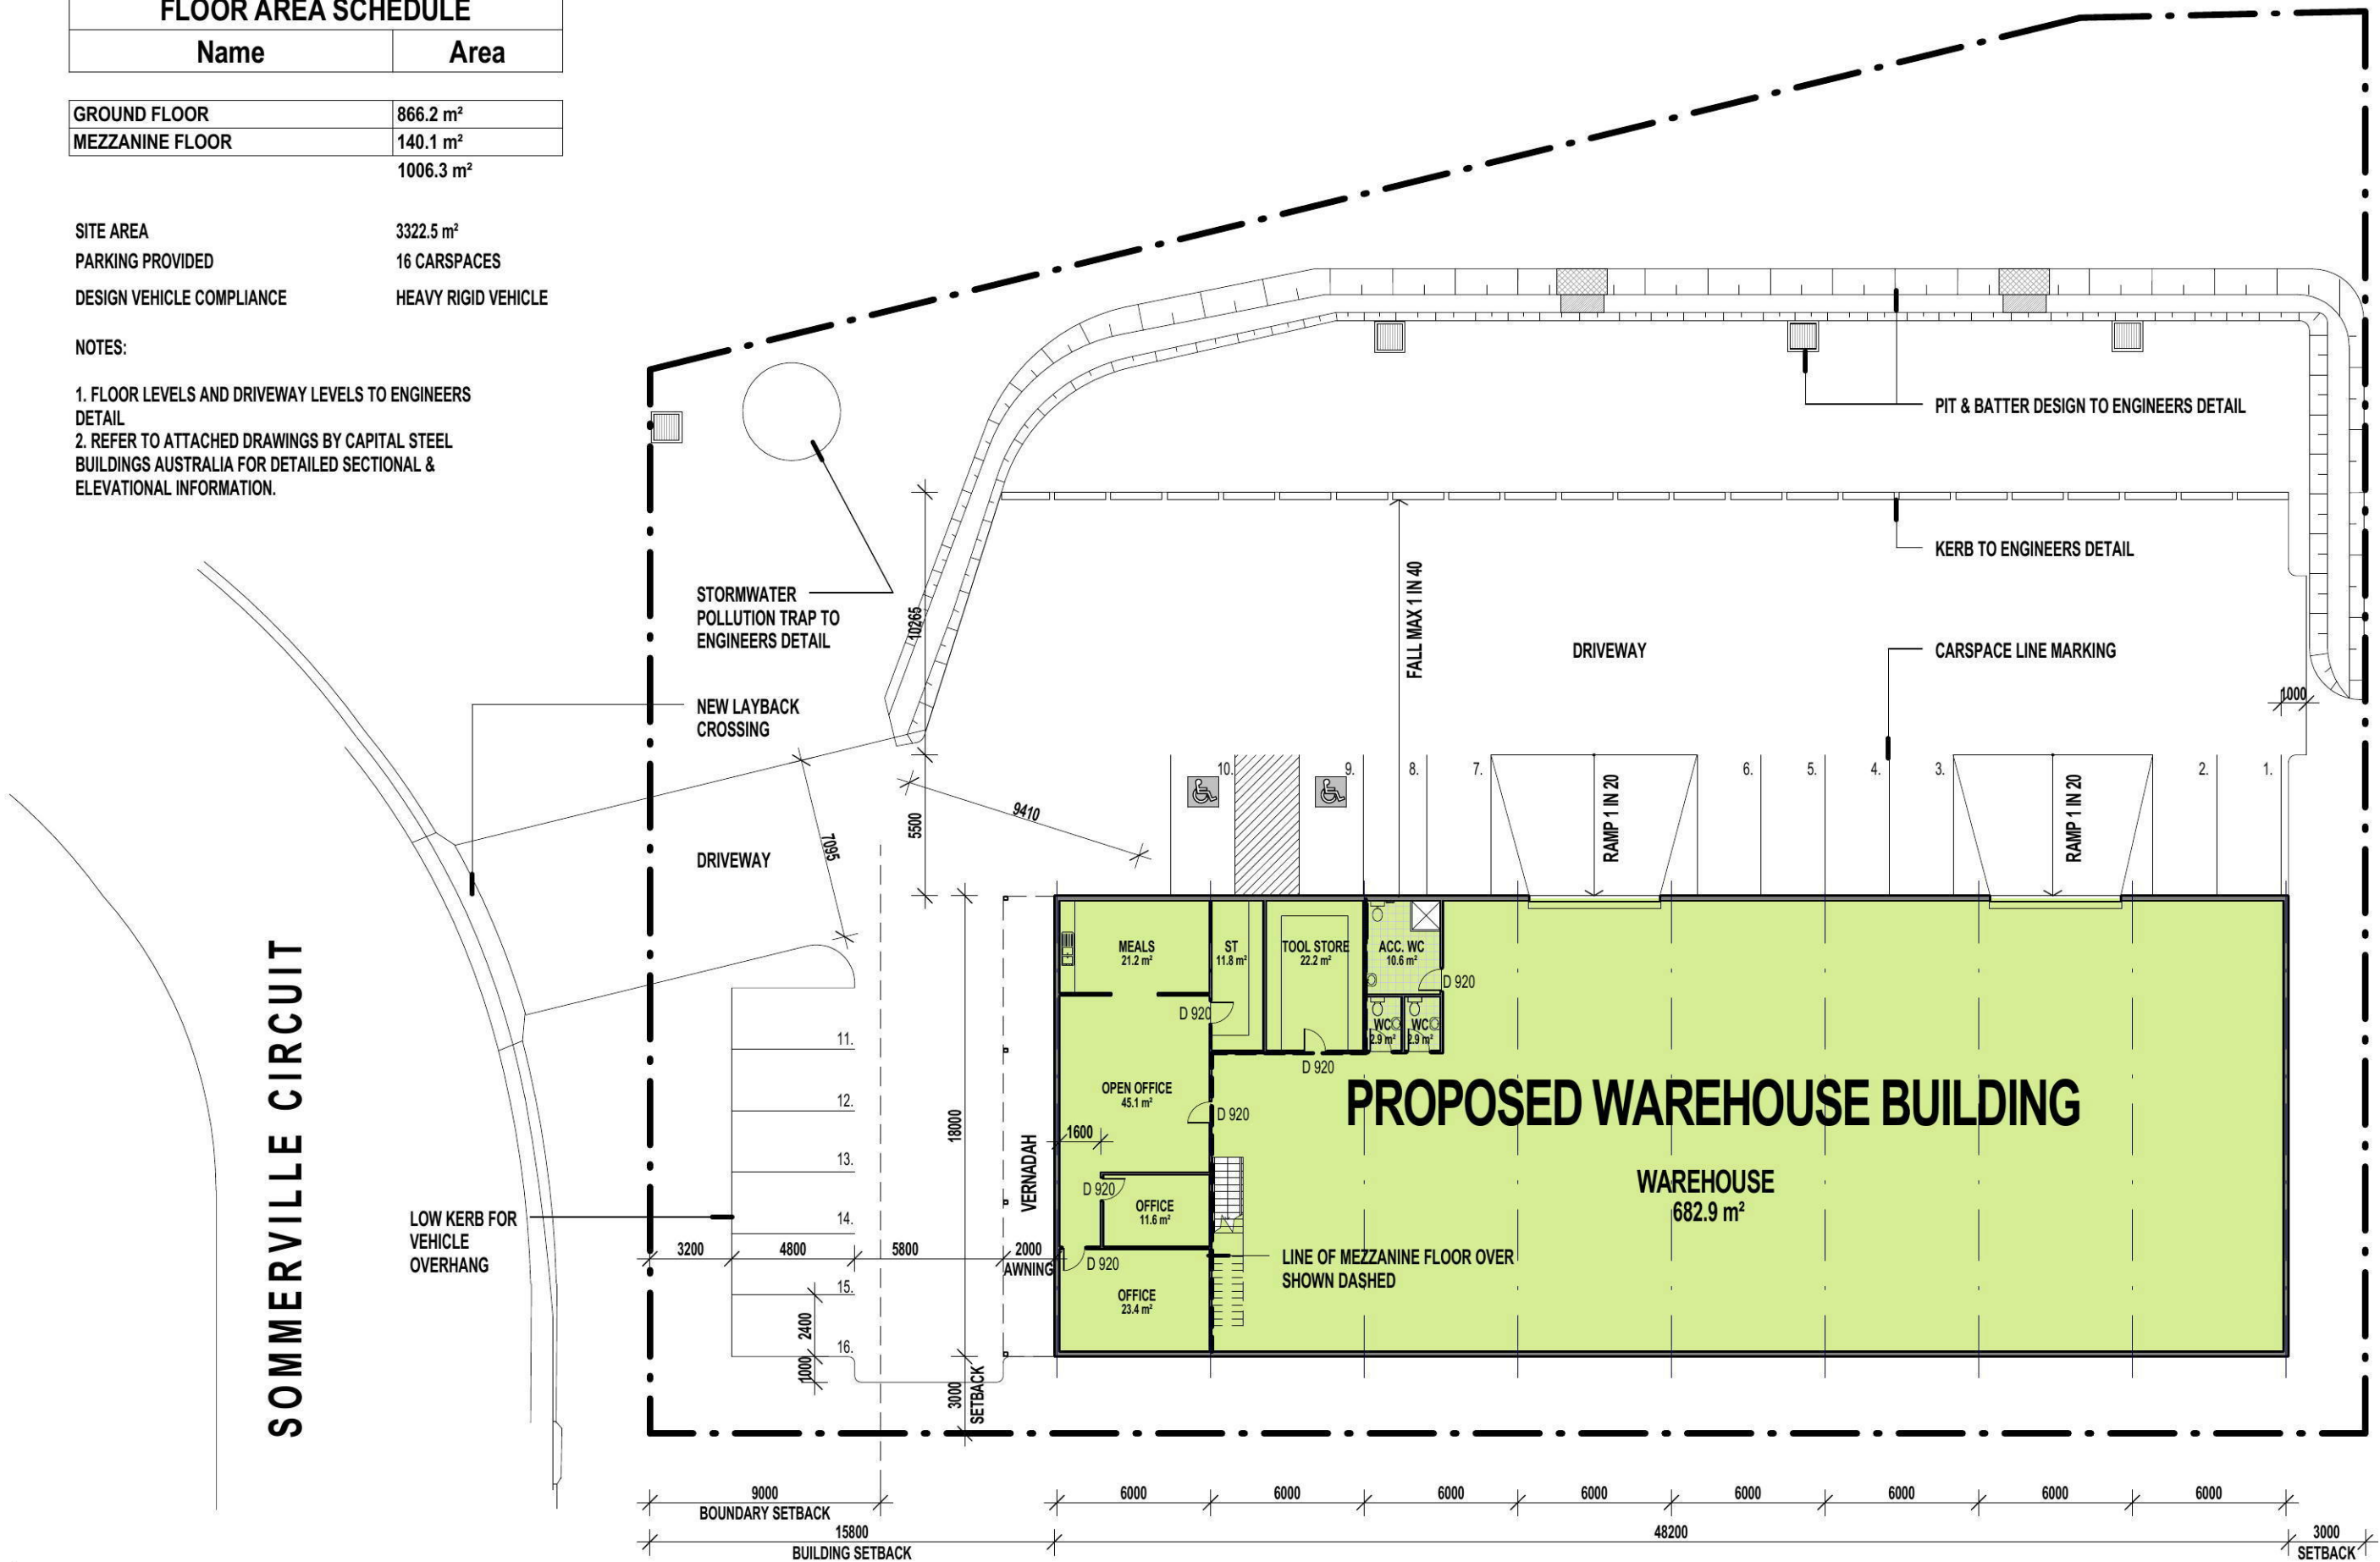 FLOOR AREA SCHEDULE
Name Area
GROUND FLOOR 866.2 m²
MEZZANINE FLOOR 140.1 m²
1006.3 m²
SITE AREA 3322.5 m²
PARKING PROVIDED 16 CARSPACES
DESIGN VEHICLE COMPLIANCE HEAVY RIGID VEHICLE
NOTES:
1. FLOOR LEVELS AND DRIVEWAY LEVELS TO ENGINEERS
DETAIL
2. REFER TO ATTACHED DRAWINGS BY CAPITAL STEEL
BUILDINGS AUSTRALIA FOR DETAILED SECTIONAL &
ELEVATIONAL INFORMATION.
PIT & BATTER DESIGN TO ENGINEERS DETAIL
KERB TO ENGINEERS DETAIL
STORMWATER
POLLUTION TRAP TO
ENGINEERS DETAIL
10265
FALL MAX 1 IN 40
DRIVEWAY
CARSPACE LINE MARKING
NEW LAYBACK
CROSSING
1000
10.
9.
8.
7.
6.
5.
4.
3.
2.
1.
RAMP 1 IN 20
RAMP 1 IN 20
5500
9410
7095
DRIVEWAY
SOMMERVILLE CIRCUIT
MEALS
21.2 m²
ST
11.8 m²
TOOL STORE
22.2 m²
ACC. WC
10.6 m²
D 920
D 920
WC
2.9 m²
WC
2.9 m²
D 920
11.
12.
13.
14.
15.
16.
18000
VERNADAH
OPEN OFFICE
45.1 m²
D 920
1600
PROPOSED WAREHOUSE BUILDING
WAREHOUSE
682.9 m²
D 920
OFFICE
11.6 m²
LOW KERB FOR
VEHICLE
OVERHANG
3200
4800
5800
2000
AWNING
D 920
OFFICE
23.4 m²
LINE OF MEZZANINE FLOOR OVER
SHOWN DASHED
2400
1000
3000
SETBACK
9000
BOUNDARY SETBACK
6000
6000
6000
6000
6000
6000
6000
6000
15800
BUILDING SETBACK
48200
3000
SETBACK